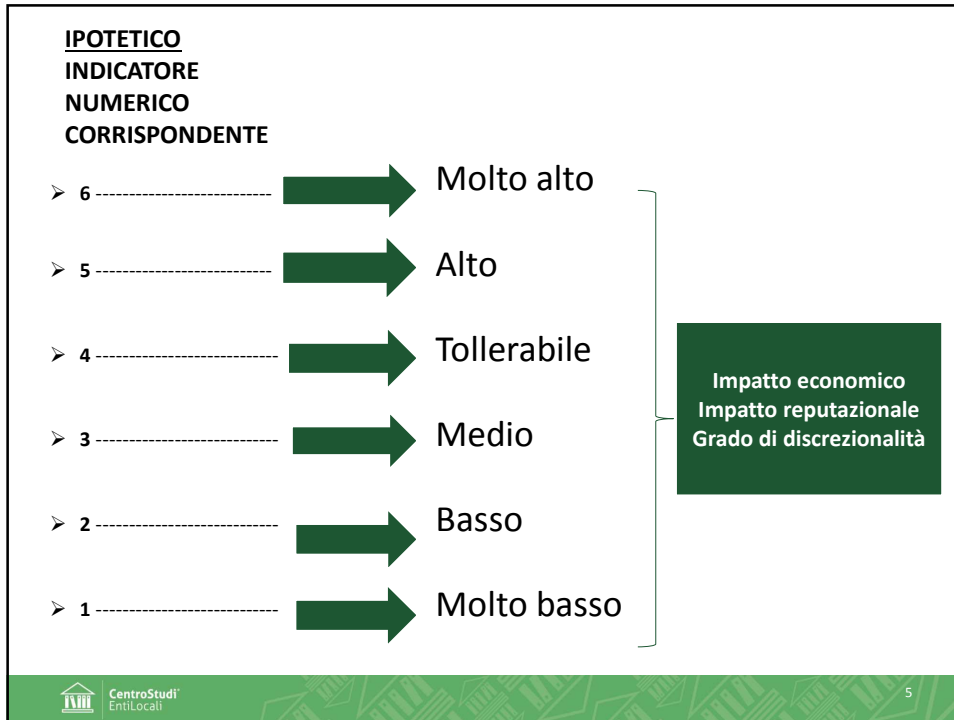 IPOTETICO
INDICATORE
NUMERICO
CORRISPONDENTE
➢ 6 --------------------------- Molto alto
➢ 5 --------------------------- Alto
➢ 4 ---------------------------- Tollerabile
➢ 3 ---------------------------- Medio
➢ 2 ---------------------------- Basso
➢ 1 ---------------------------- Molto basso
Impatto economico
Impatto reputazionale
Grado di discrezionalità
CentroStudi
EntiLocali
5